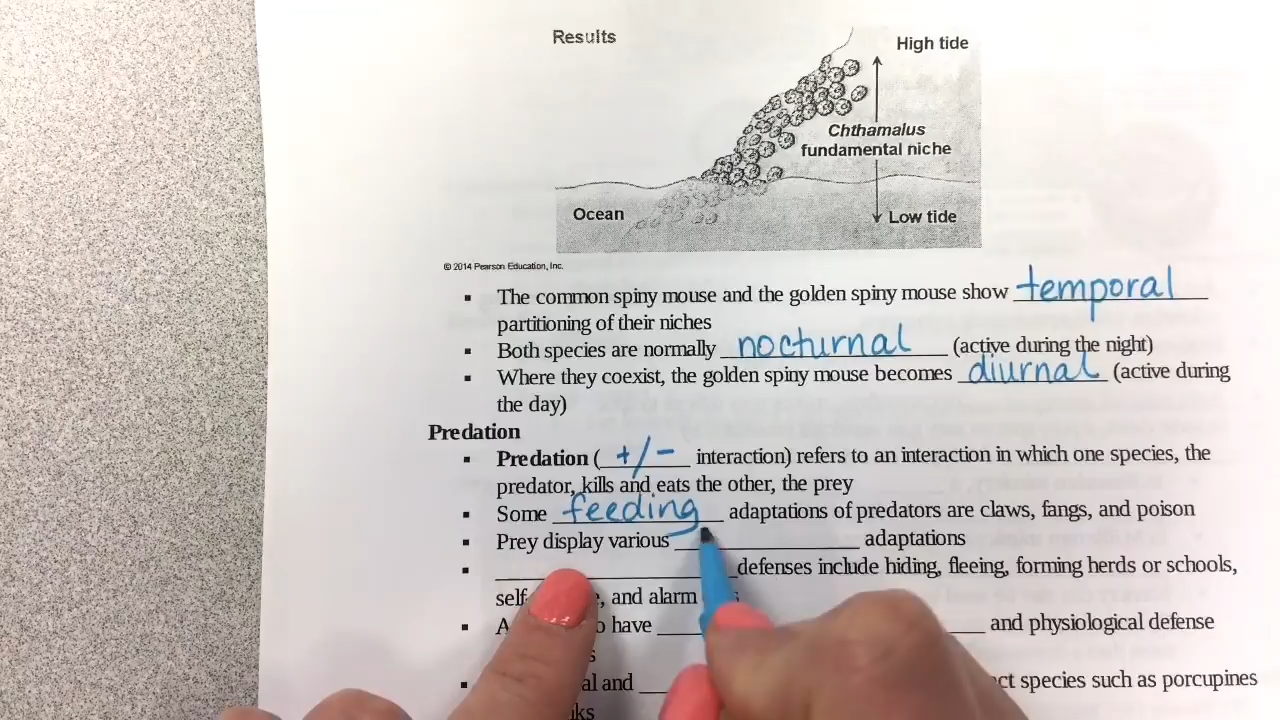 Results
High tide
Chthamalus
fundamental niche
Ocean
Low tide
© 2014 Pearson Education, Inc.
▪ The common spiny mouse and the golden spiny mouse show temporal
partitioning of their niches
▪ Both species are normally nocturnal (active during the night)
▪ Where they coexist, the golden spiny mouse becomes diurnal (active during
the day)
Predation
▪ Predation ( +/- interaction) refers to an interaction in which one species, the
predator, kills and eats the other, the prey
▪ Some feeding adaptations of predators are claws, fangs, and poison
▪ Prey display various ____ adaptations
▪ ____ defenses include hiding, fleeing, forming herds or schools,
self- , and alarm
▪ have ____ and physiological defense
▪ and ____ species such as porcupines